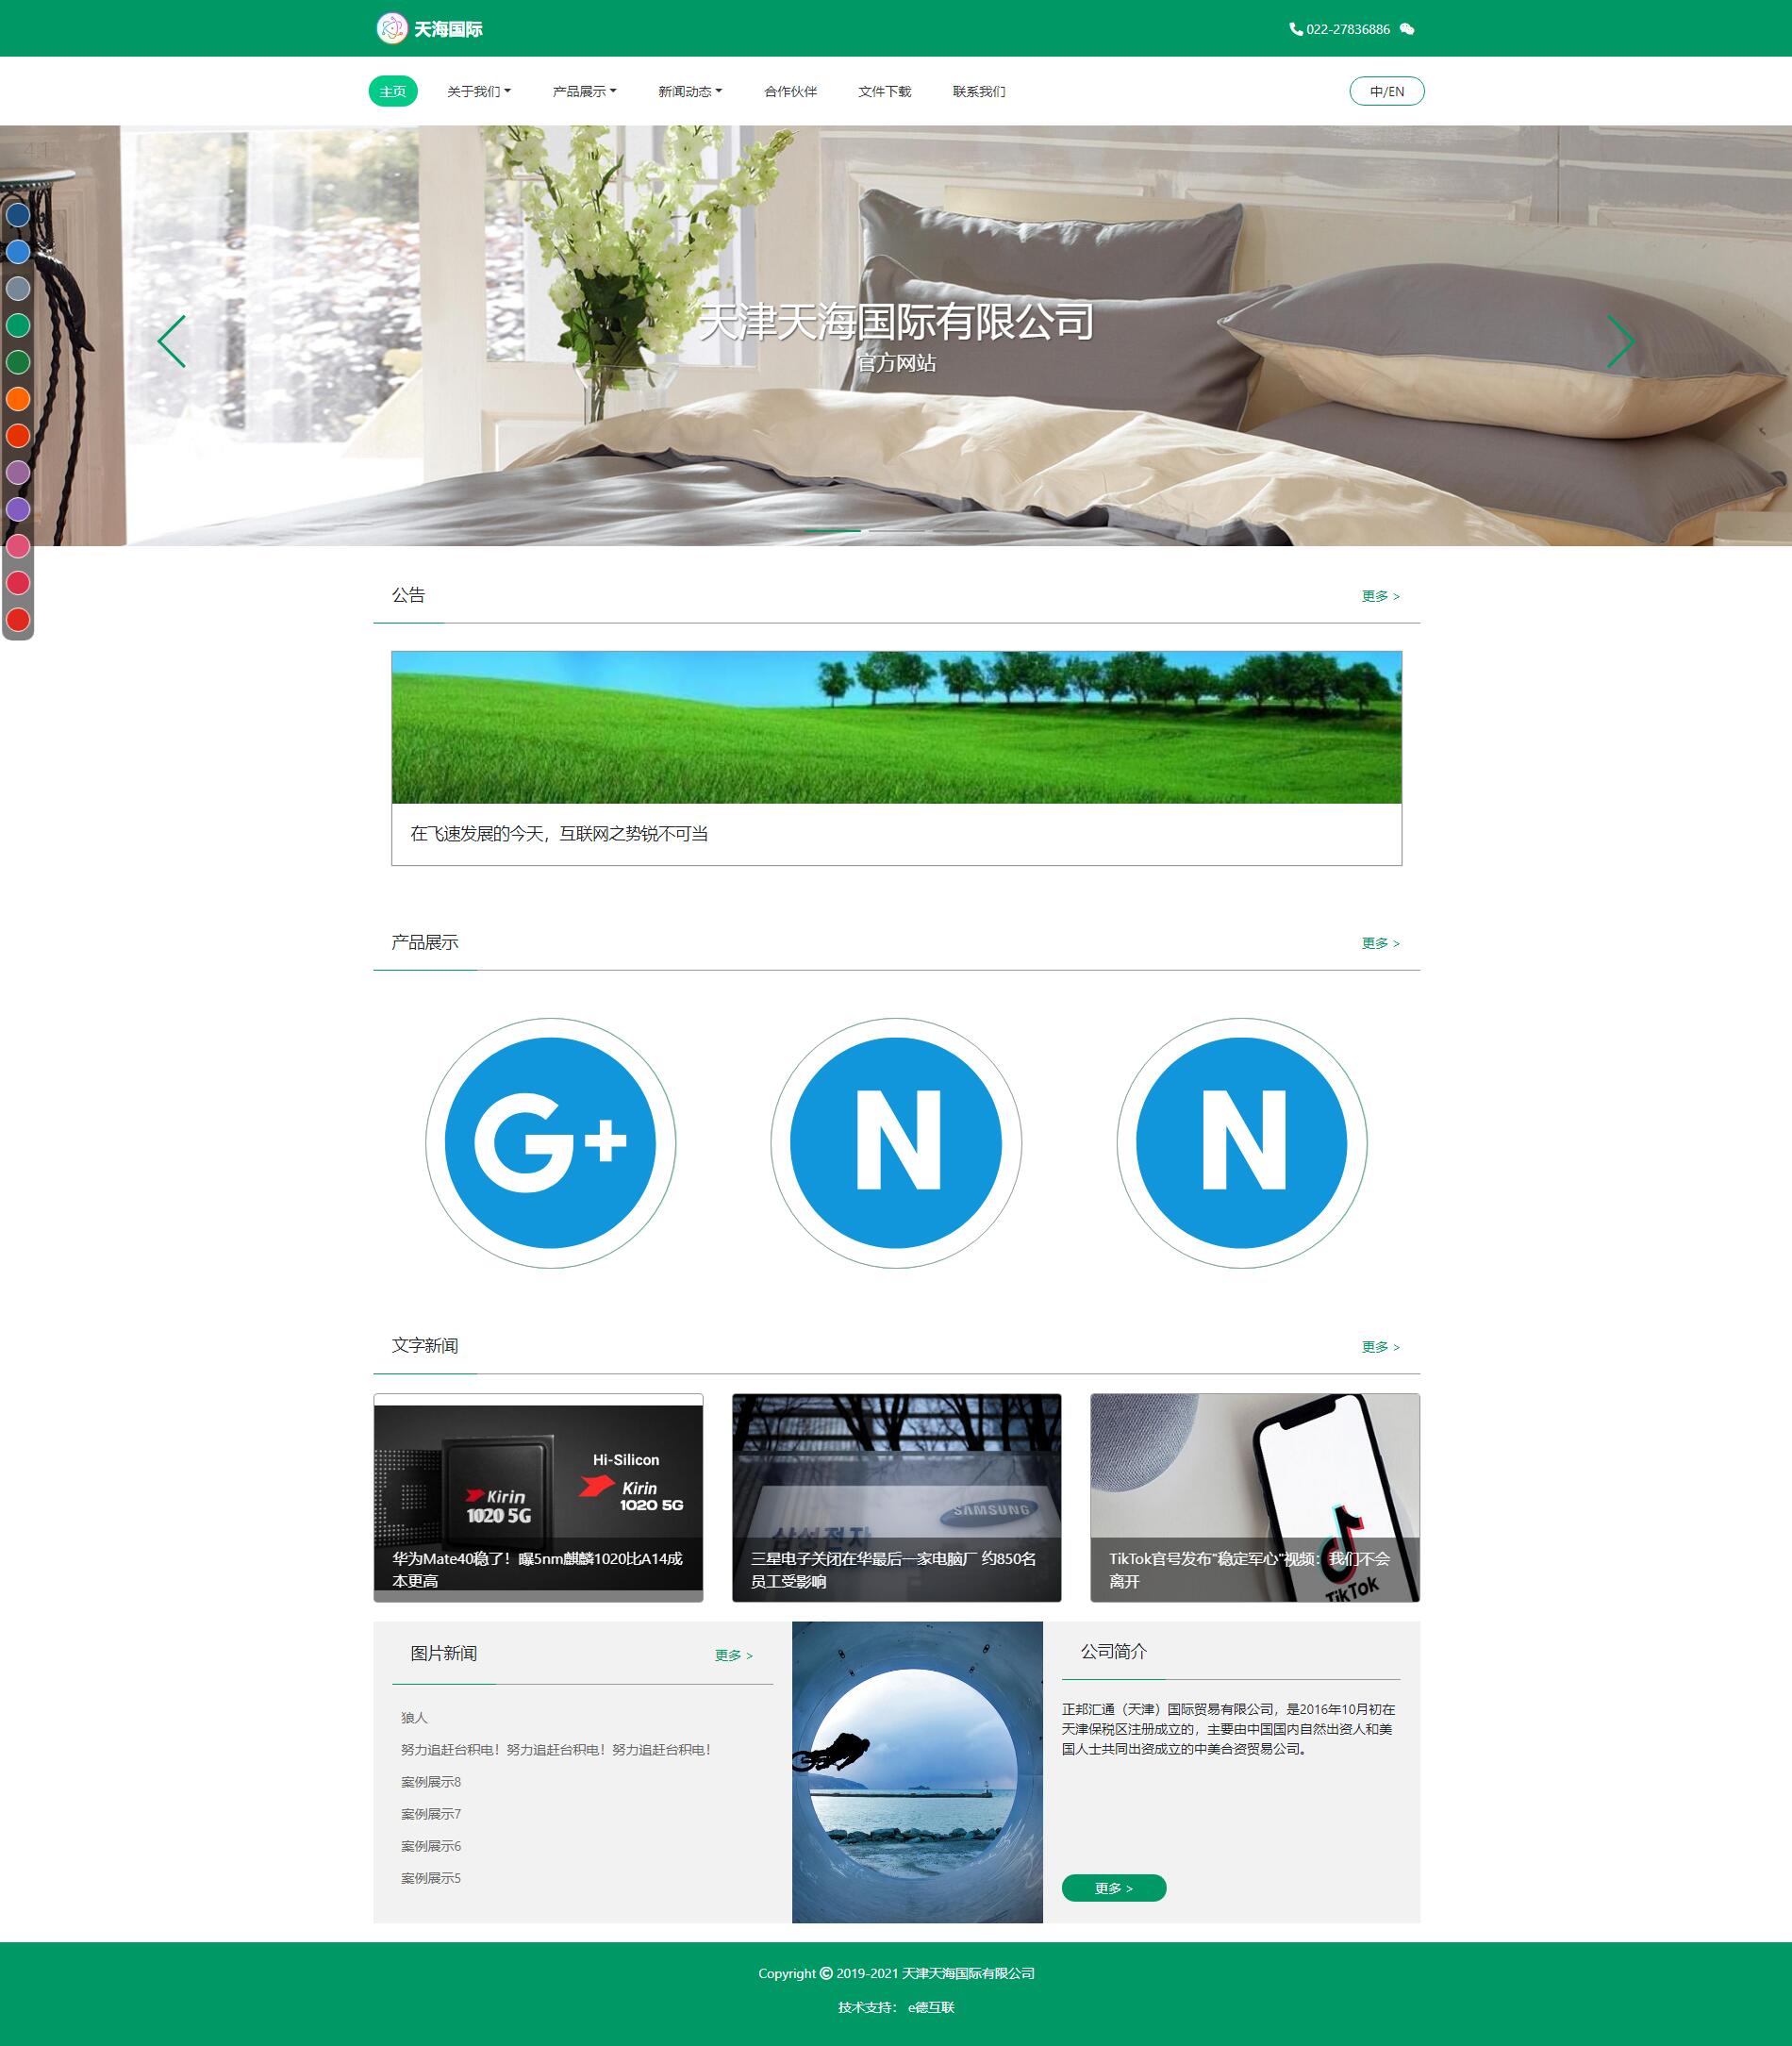 天海国际
022-27836886
主页
关于我们
产品展示
新闻动态
合作伙伴
文件下载
联系我们
中/EN
天津天海国际有限公司
官方网站
公告
更多 >
在飞速发展的今天，互联网之势锐不可当
产品展示
更多 >
G+
N
N
文字新闻
更多 >
Hi-Silicon
Kirin
1020 5G
Kirin
1020 5G
华为Mate40稳了！曝5nm麒麟1020比A14成
本更高
SAMSUNG
삼성전자
三星电子关闭在华最后一家电脑厂 约850名
员工受影响
TikTok官号发布“稳定军心”视频：我们不会
离开
TikTok
图片新闻
更多 >
狼人
努力追赶台积电！努力追赶台积电！努力追赶台积电！
案例展示8
案例展示7
案例展示6
案例展示5
公司简介
正邦汇通（天津）国际贸易有限公司，是2016年10月初在
天津保税区注册成立的，主要由中国国内自然出资人和美
国人士共同出资成立的中美合资贸易公司。
更多 >
Copyright © 2019-2021 天津天海国际有限公司
技术支持： e德互联